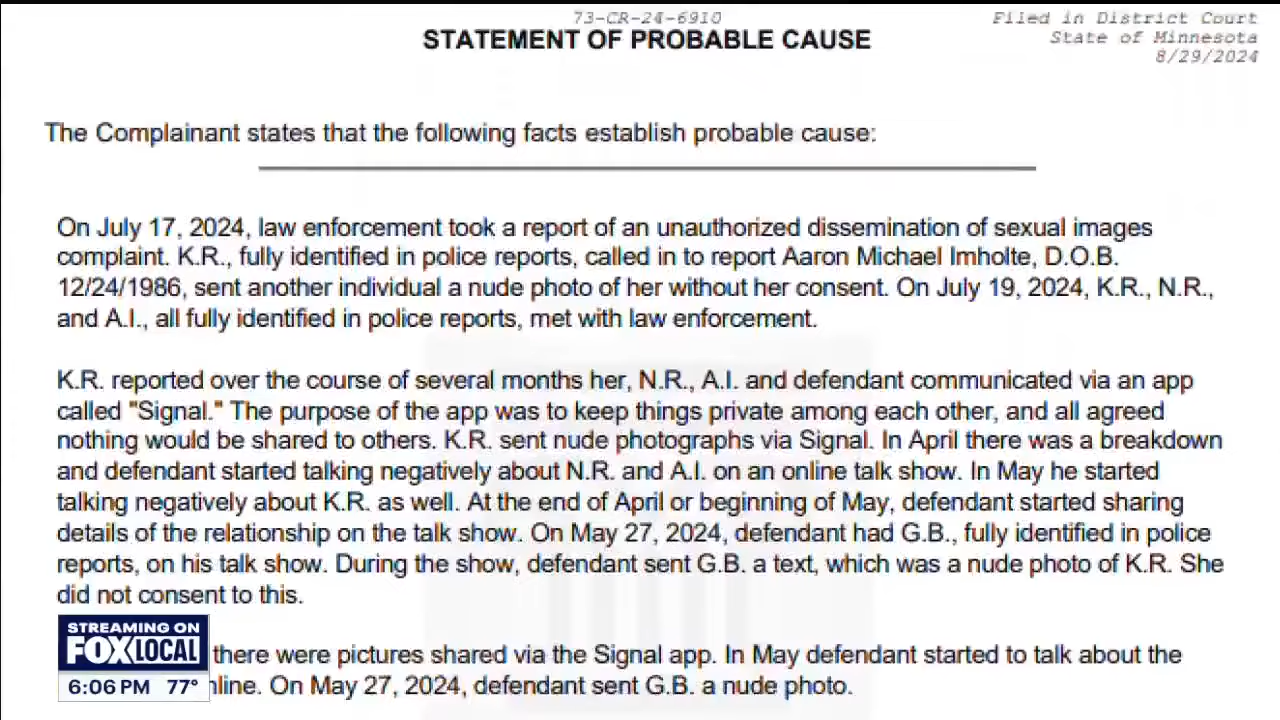 73-CR-24-6910
Filed in District Court
State of Minnesota
8/29/2024
STATEMENT OF PROBABLE CAUSE
The Complainant states that the following facts establish probable cause:
On July 17, 2024, law enforcement took a report of an unauthorized dissemination of sexual images
complaint. K.R., fully identified in police reports, called in to report Aaron Michael Imholte, D.O.B.
12/24/1986, sent another individual a nude photo of her without her consent. On July 19, 2024, K.R., N.R.,
and A.I., all fully identified in police reports, met with law enforcement.
K.R. reported over the course of several months her, N.R., A.I. and defendant communicated via an app
called "Signal." The purpose of the app was to keep things private among each other, and all agreed
nothing would be shared to others. K.R. sent nude photographs via Signal. In April there was a breakdown
and defendant started talking negatively about N.R. and A.I. on an online talk show. In May he started
talking negatively about K.R. as well. At the end of April or beginning of May, defendant started sharing
details of the relationship on the talk show. On May 27, 2024, defendant had G.B., fully identified in police
reports, on his talk show. During the show, defendant sent G.B. a text, which was a nude photo of K.R. She
did not consent to this.
there were pictures shared via the Signal app. In May defendant started to talk about the
nline. On May 27, 2024, defendant sent G.B. a nude photo.
STREAMING ON
FOX LOCAL
6:06 PM 77°